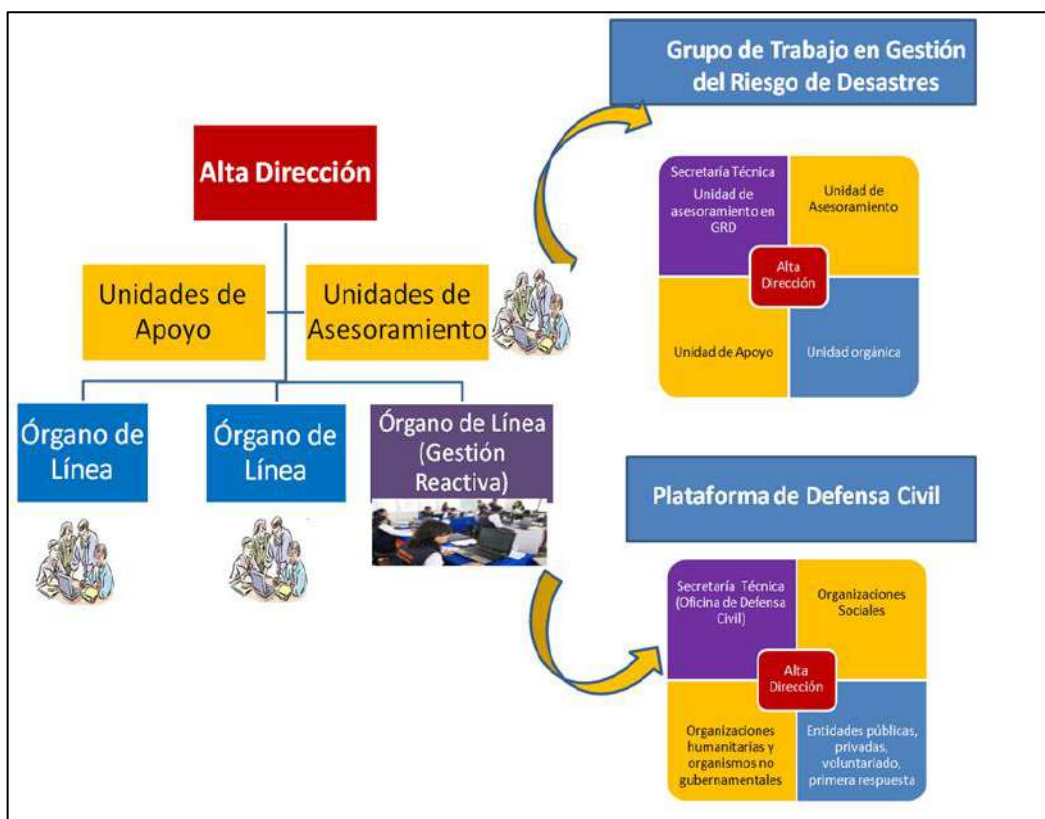 Grupo de Trabajo en Gestión
del Riesgo de Desastres
Alta Dirección
Unidades de
Apoyo
Unidades de
Asesoramiento
Órgano de
Línea
Órgano de
Línea
Órgano de Línea
(Gestión
Reactiva)
Secretaría Técnica
Unidad de
asesoramiento en
GRD
Unidad de
Asesoramiento
Alta
Dirección
Unidad de Apoyo
Unidad orgánica
Plataforma de Defensa Civil
Secretaría Técnica
(Oficina de Defensa
Civil)
Organizaciones
Sociales
Alta
Dirección
Organizaciones
humanitarias y
organismos no
gubernamentales
Entidades públicas,
privadas,
voluntariado,
primera respuesta